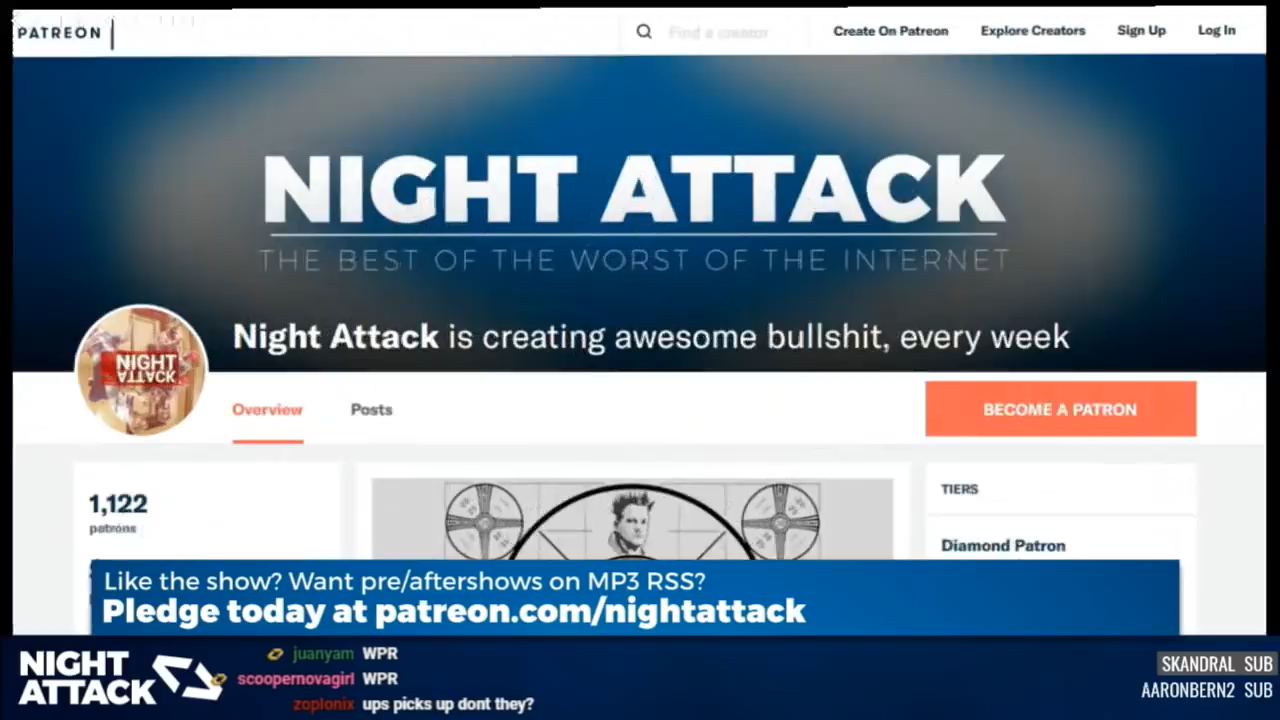 PATREON
Find a creator
Create On Patreon
Explore Creators
Sign Up
Log In
NIGHT ATTACK
THE BEST OF THE WORST OF THE INTERNET
NIGHT
ATTACK
Night Attack is creating awesome bullshit, every week
Overview
Posts
BECOME A PATRON
1,122
patrons
TIERS
Diamond Patron
Like the show? Want pre/aftershows on MP3 RSS?
Pledge today at patreon.com/nightattack
NIGHT
ATTACK
juanyam WPR
scoopernovagirl WPR
zoplonix ups picks up dont they?
SKANDRAL SUB
AARONBERN2 SUB